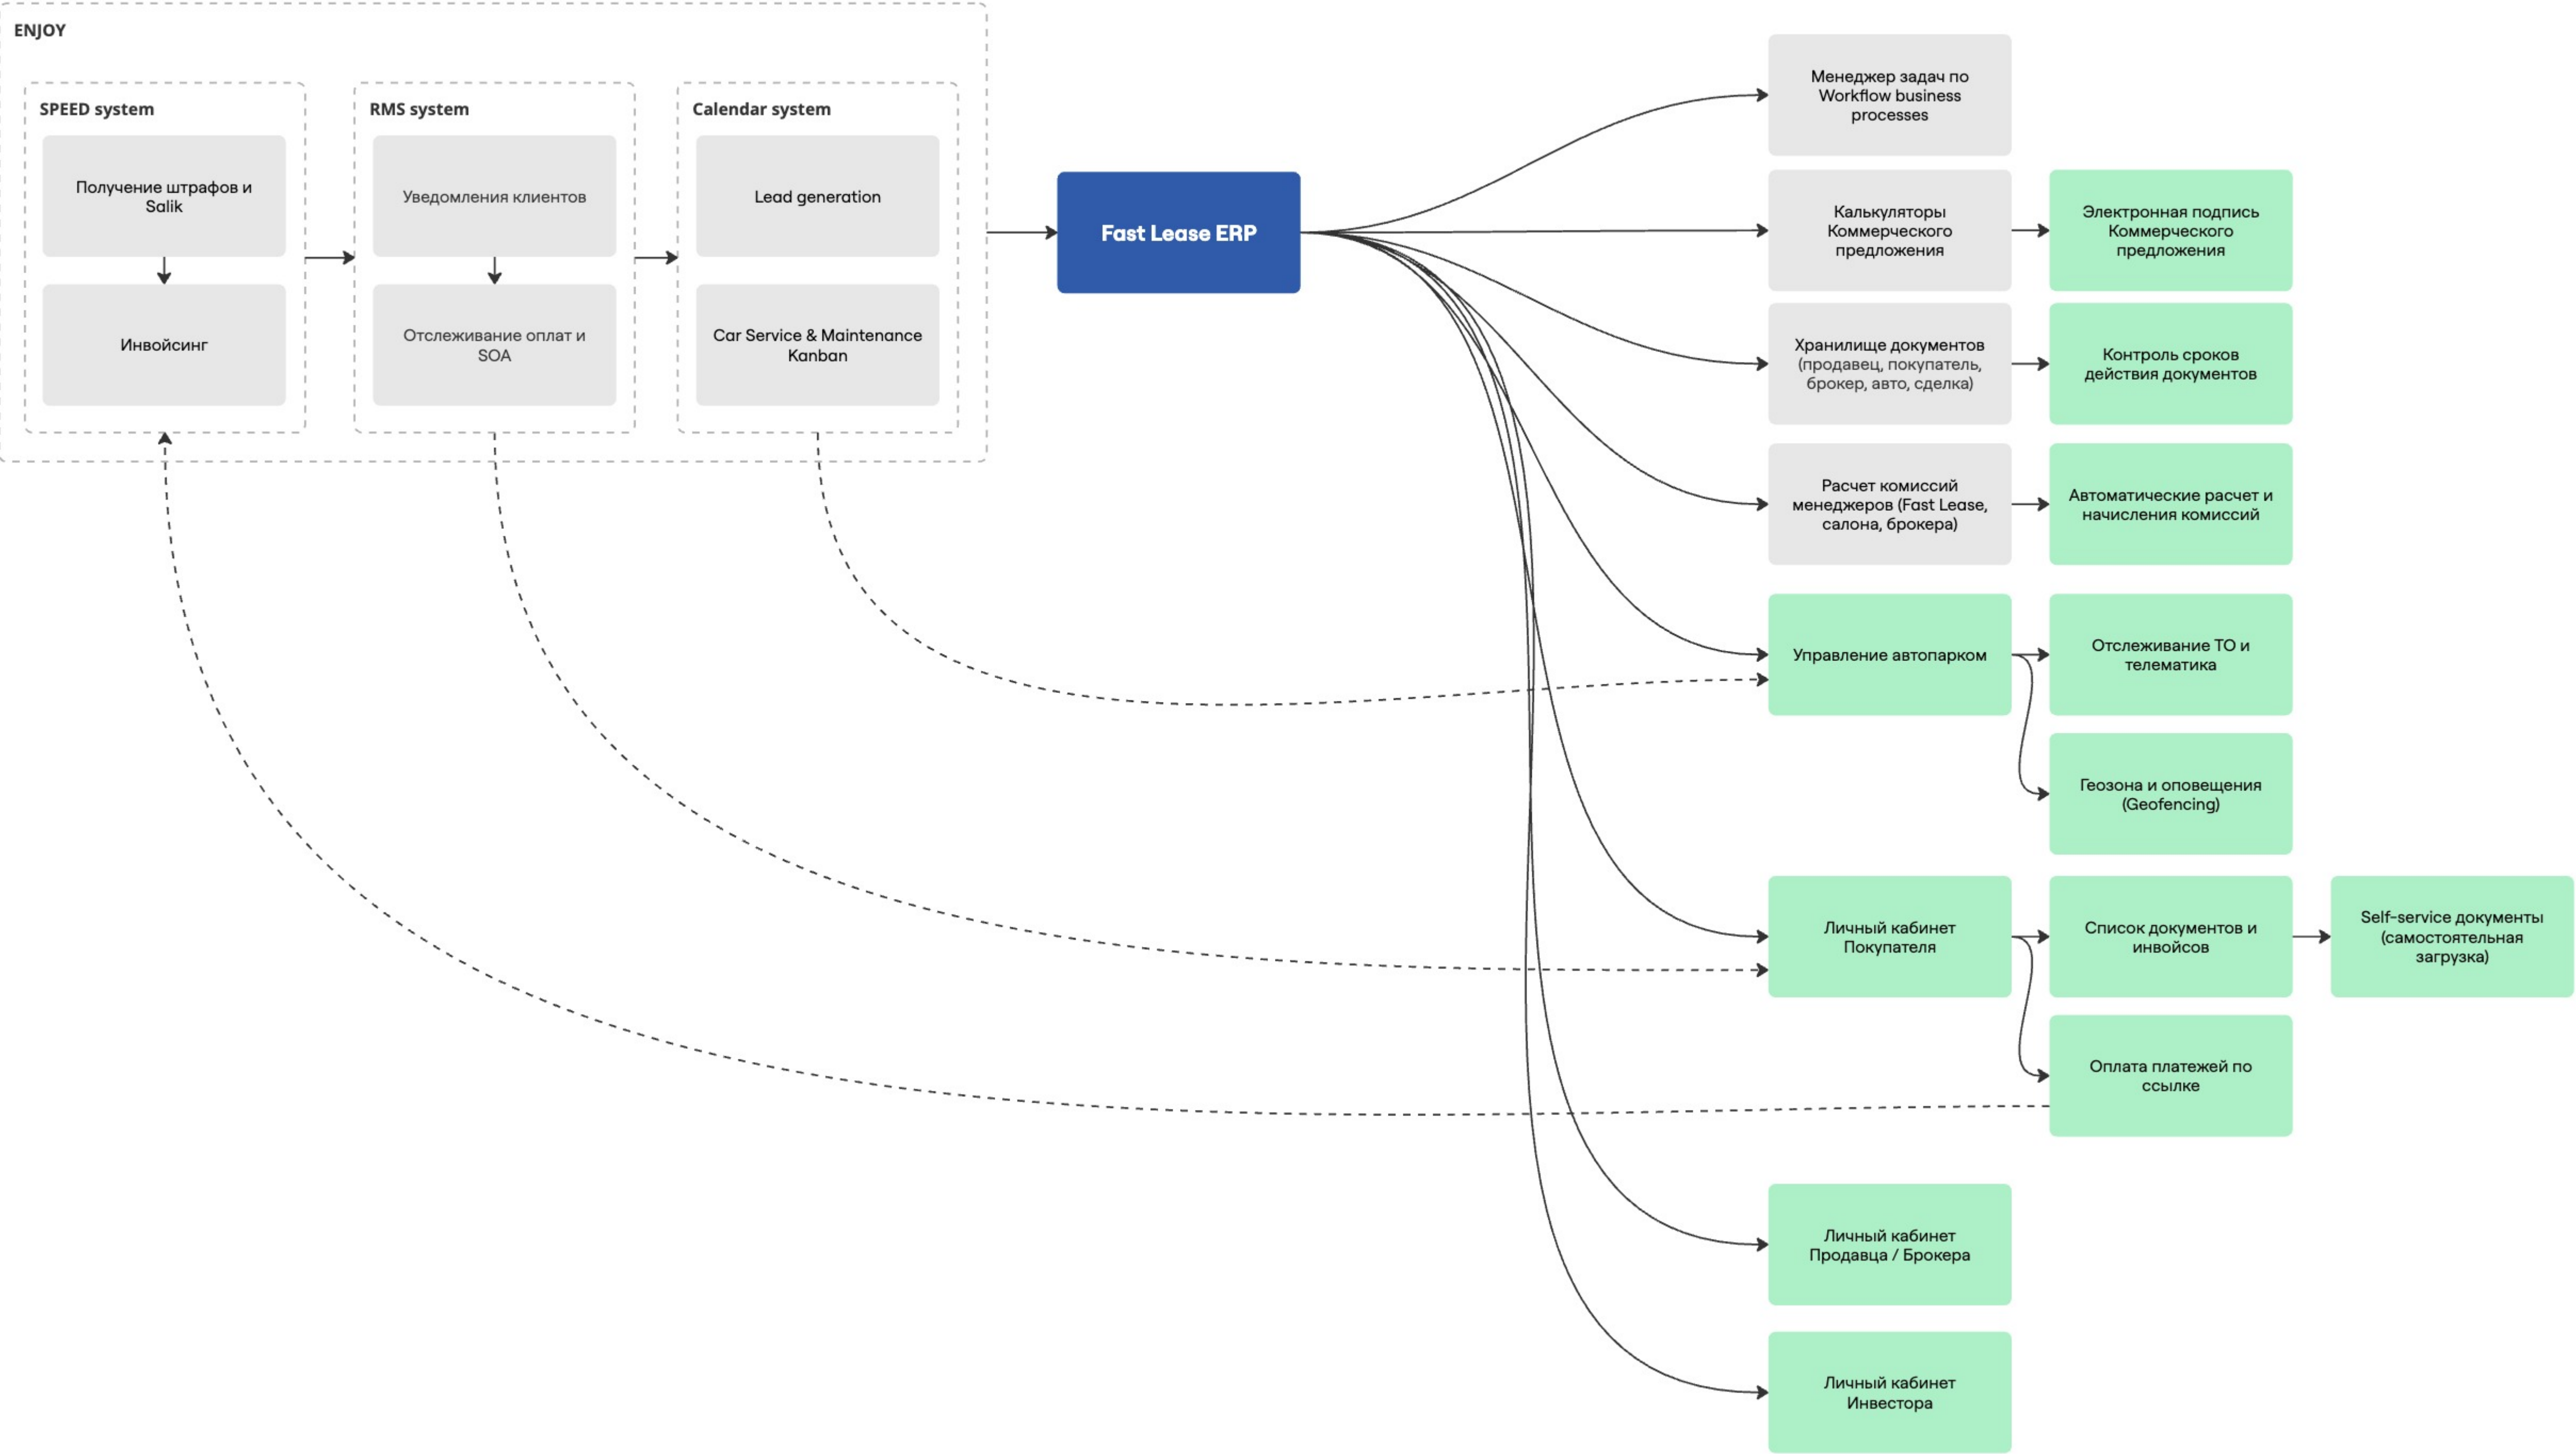 ENJOY
SPEED system
Получение штрафов и
Salik
Инвойсинг
RMS system
Уведомления клиентов
Отслеживание оплат и
SOA
Calendar system
Lead generation
Car Service & Maintenance
Kanban
Fast Lease ERP
Менеджер задач по
Workflow business
processes
Калькуляторы
Коммерческого
предложения
Электронная подпись
Коммерческого
предложения
Хранилище документов
(продавец, покупатель,
брокер, авто, сделка)
Контроль сроков
действия документов
Расчет комиссий
менеджеров (Fast Lease,
салона, брокера)
Автоматические расчет и
начисления комиссий
Управление автопарком
Отслеживание ТО и
телематика
Геозона и оповещения
(Geofencing)
Личный кабинет
Покупателя
Список документов и
инвойсов
Self-service документы
(самостоятельная
загрузка)
Оплата платежей по
ссылке
Личный кабинет
Продавца / Брокера
Личный кабинет
Инвестора